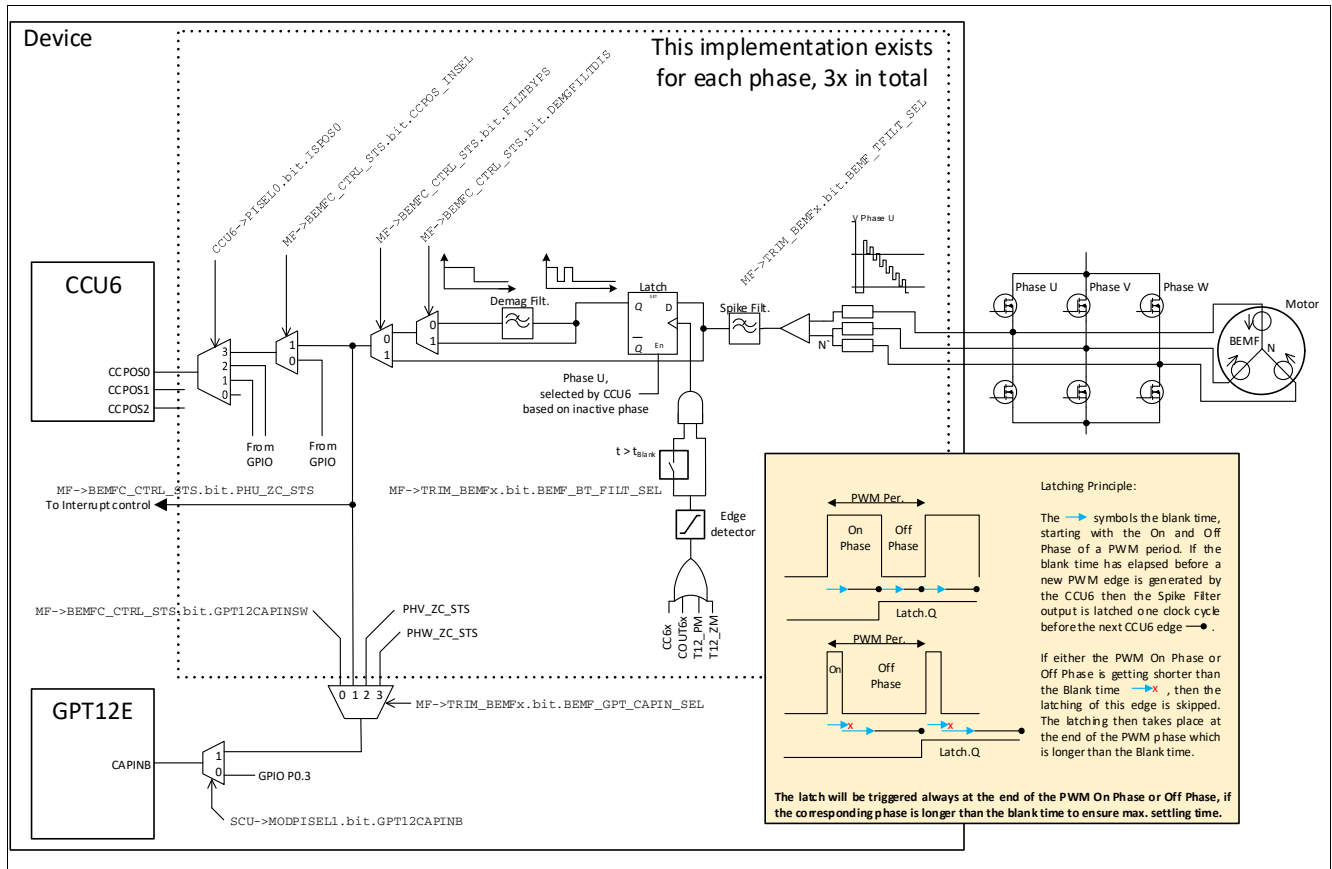 Device
This implementation exists
for each phase, 3x in total
CCU6->PISEL0.bit.ISPOS0
MF->BEMFC_CTRL_STS.bit.CCPOS_INSEL
MF->BEMFC_CTRL_STS.bit.FILTBYPS
MF->BEMFC_CTRL_STS.bit.DEMGFILTDIS
MF->TRIM_BEMFx.bit.BEMF_TFILT_SEL
V Phase U
CCU6
CCPOS0
CCPOS1
CCPOS2
3
2
1
0
1
0
0
1
0
1
Demag Filt.
Latch
SET
Q
D
Q
En
Spike Filt.
N`
Phase U
Phase V
Phase W
Motor
BEMF
N
From
GPIO
From
GPIO
Phase U,
selected by CCU6
based on inactive phase
t > tBlank
MF->BEMFC_CTRL_STS.bit.PHU_ZC_STS
To Interrupt control
MF->TRIM_BEMFx.bit.BEMF_BT_FILT_SEL
Edge
detector
CC6x
COUT6x
T12_PM
T12_ZM
MF->BEMFC_CTRL_STS.bit.GPT12CAPINSW
PHV_ZC_STS
PHW_ZC_STS
0 1 2 3
MF->TRIM_BEMFx.bit.BEMF_GPT_CAPIN_SEL
GPT12E
CAPINB
1
0
GPIO P0.3
SCU->MODPISEL1.bit.GPT12CAPINB
PWM Per.
On
Phase
Off
Phase
Latch.Q
PWM Per.
On
Off
Phase
x
x
Latch.Q
Latching Principle:
The symbols the blank time,
starting with the On and Off
Phase of a PWM period. If the
blank time has elapsed before a
new PWM edge is generated by
the CCU6 then the Spike Filter
output is latched one clock cycle
before the next CCU6 edge .
If either the PWM On Phase or
Off Phase is getting shorter than
the Blank time x , then the
latching of this edge is skipped.
The latching then takes place at
the end of the PWM phase which
is longer than the Blank time.
The latch will be triggered always at the end of the PWM On Phase or Off Phase, if
the corresponding phase is longer than the blank time to ensure max. settling time.